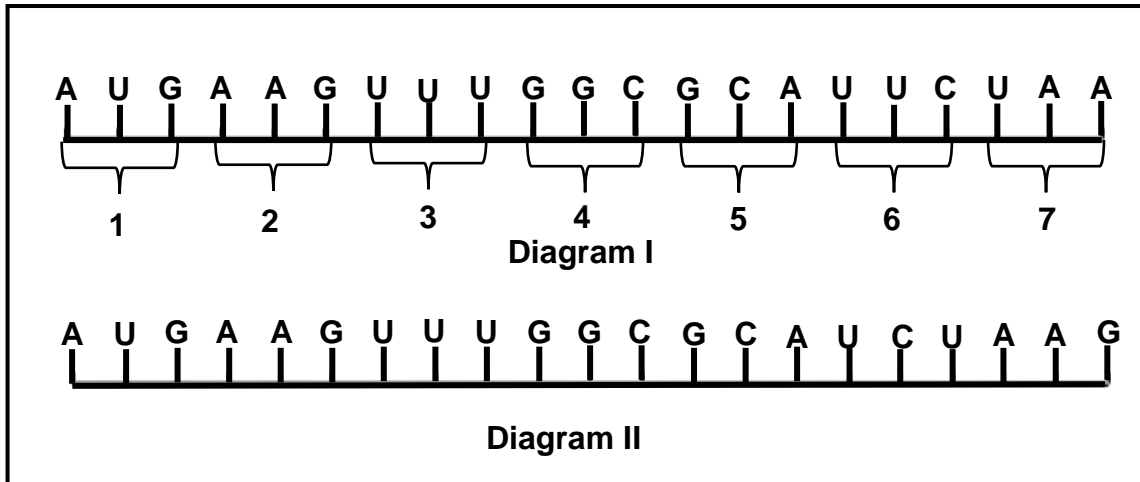 A U G A A G U U U G G C G C A U U C U A A
1 2 3 4 5 6 7
Diagram I
A U G A A G U U U G G C G C A U C U A A G
Diagram II